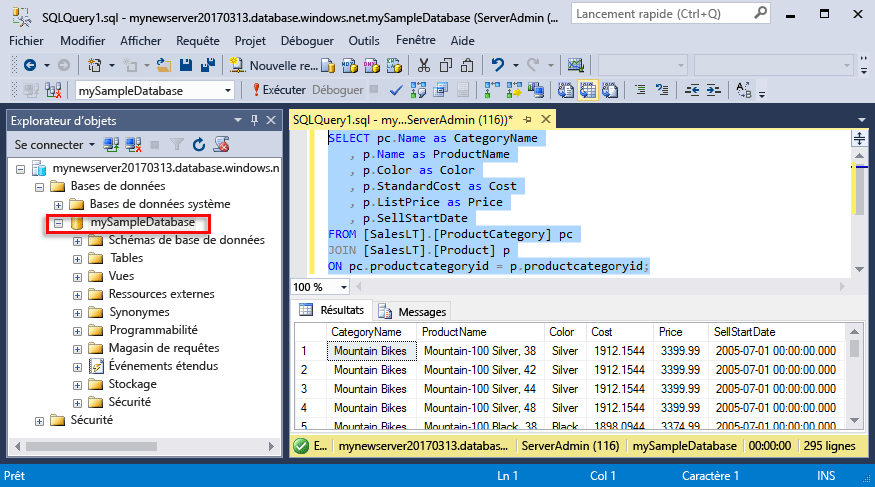 SQLQuery1.sql - mynewserver20170313.database.windows.net.mySampleDatabase (ServerAdmin (...
Lancement rapide (Ctrl+Q)
Fichier Modifier Afficher Requête Projet Déboguer Outils Fenêtre Aide
Nouvelle re...
mySampleDatabase
Exécuter Déboguer
Explorateur d'objets
Se connecter
mynewserver20170313.database.windows.n
Bases de données
Bases de données système
mySampleDatabase
Schémas de base de données
Tables
Vues
Ressources externes
Synonymes
Programmabilité
Magasin de requêtes
Événements étendus
Stockage
Sécurité
Sécurité
SQLQuery1.sql - my...ServerAdmin (116))*
SELECT pc.Name as CategoryName
, p.Name as ProductName
, p.Color as Color
, p.StandardCost as Cost
, p.ListPrice as Price
, p.SellStartDate
FROM [SalesLT].[ProductCategory] pc
JOIN [SalesLT].[Product] p
ON pc.productcategoryid = p.productcategoryid;
100 %
Résultats Messages
CategoryName ProductName Color Cost Price SellStartDate
1 Mountain Bikes Mountain-100 Silver, 38 Silver 1912.1544 3399.99 2005-07-01 00:00:00.000
2 Mountain Bikes Mountain-100 Silver, 42 Silver 1912.1544 3399.99 2005-07-01 00:00:00.000
3 Mountain Bikes Mountain-100 Silver, 44 Silver 1912.1544 3399.99 2005-07-01 00:00:00.000
4 Mountain Bikes Mountain-100 Silver, 48 Silver 1912.1544 3399.99 2005-07-01 00:00:00.000
5 Mountain Bikes Mountain-100 Black, 38 Black 1898.0944 3374.99 2005-07-01 00:00:00.000
E... mynewserver20170313.databas... ServerAdmin (116) mySampleDatabase 00:00:00 295 lignes
Prêt Ln 1 Col 1 Caractère 1 INS